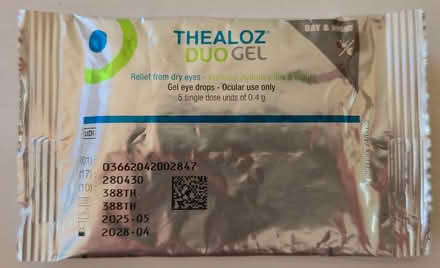 THEALOZ®
DUO GEL
DAY & NIGHT
Relief from dry eyes -
Gel eye drops - Ocular use only
5 single dose units of 0.4 g
UDI
(01) 03662042002847
(17) 280430
(10) 388TH
388TH
2025-05
2028-04